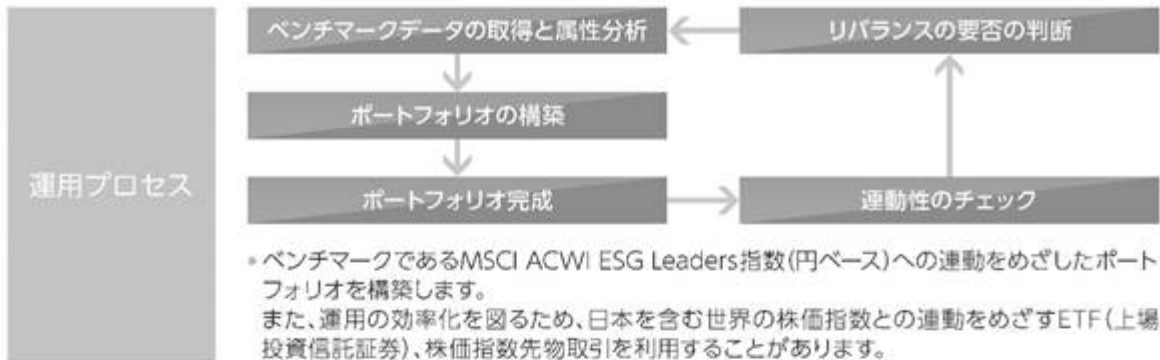 運用プロセス
ベンチマークデータの取得と属性分析
リバランスの要否の判断
ポートフォリオの構築
ポートフォリオ完成
連動性のチェック
ベンチマークであるMSCI ACWI ESG Leaders指数(円ベース)への連動をめざしたポート
フォリオを構築します。
また、運用の効率化を図るため、日本を含む世界の株価指数との連動をめざすETF(上場
投資信託証券)、株価指数先物取引を利用することがあります。